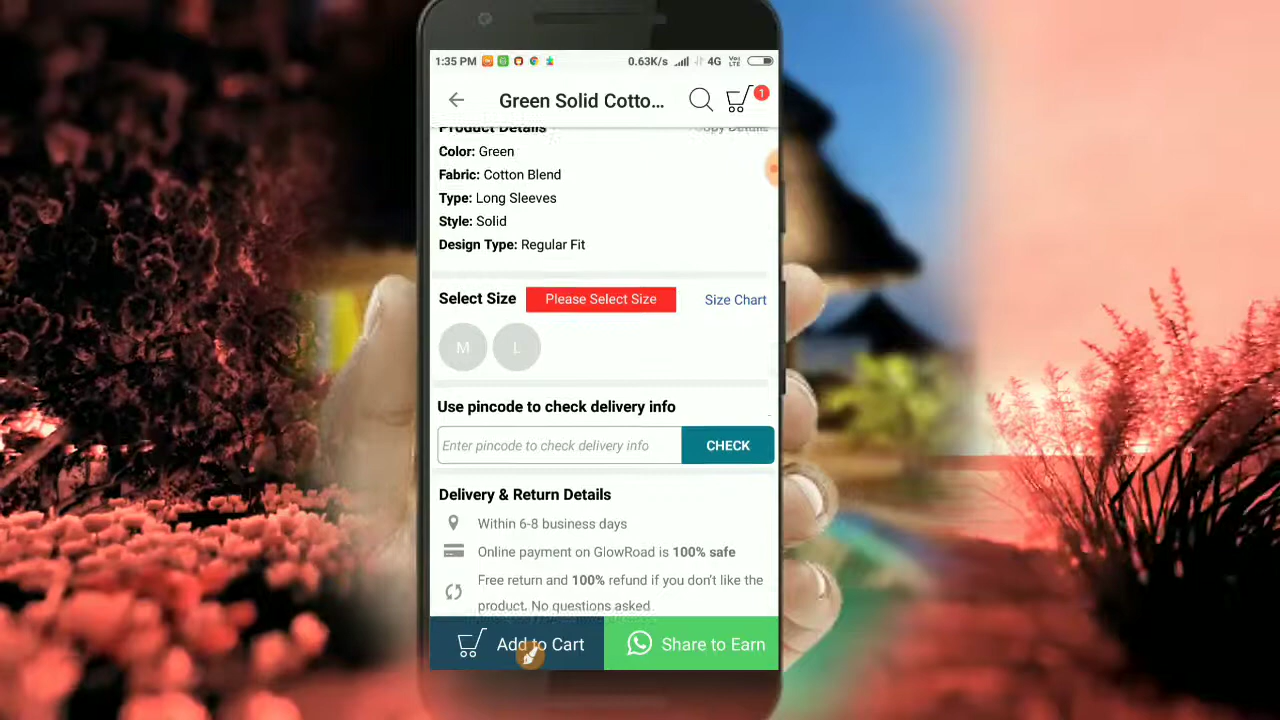 1:35 PM 0.63K/s 4G VoLTE
Green Solid Cotto... 1
Product Details Copy Details
Color: Green
Fabric: Cotton Blend
Type: Long Sleeves
Style: Solid
Design Type: Regular Fit
Select Size Please Select Size Size Chart
M L
Use pincode to check delivery info
Enter pincode to check delivery info CHECK
Delivery & Return Details
Within 6-8 business days
Online payment on GlowRoad is 100% safe
Free return and 100% refund if you don't like the
product. No questions asked
Add to Cart Share to Earn